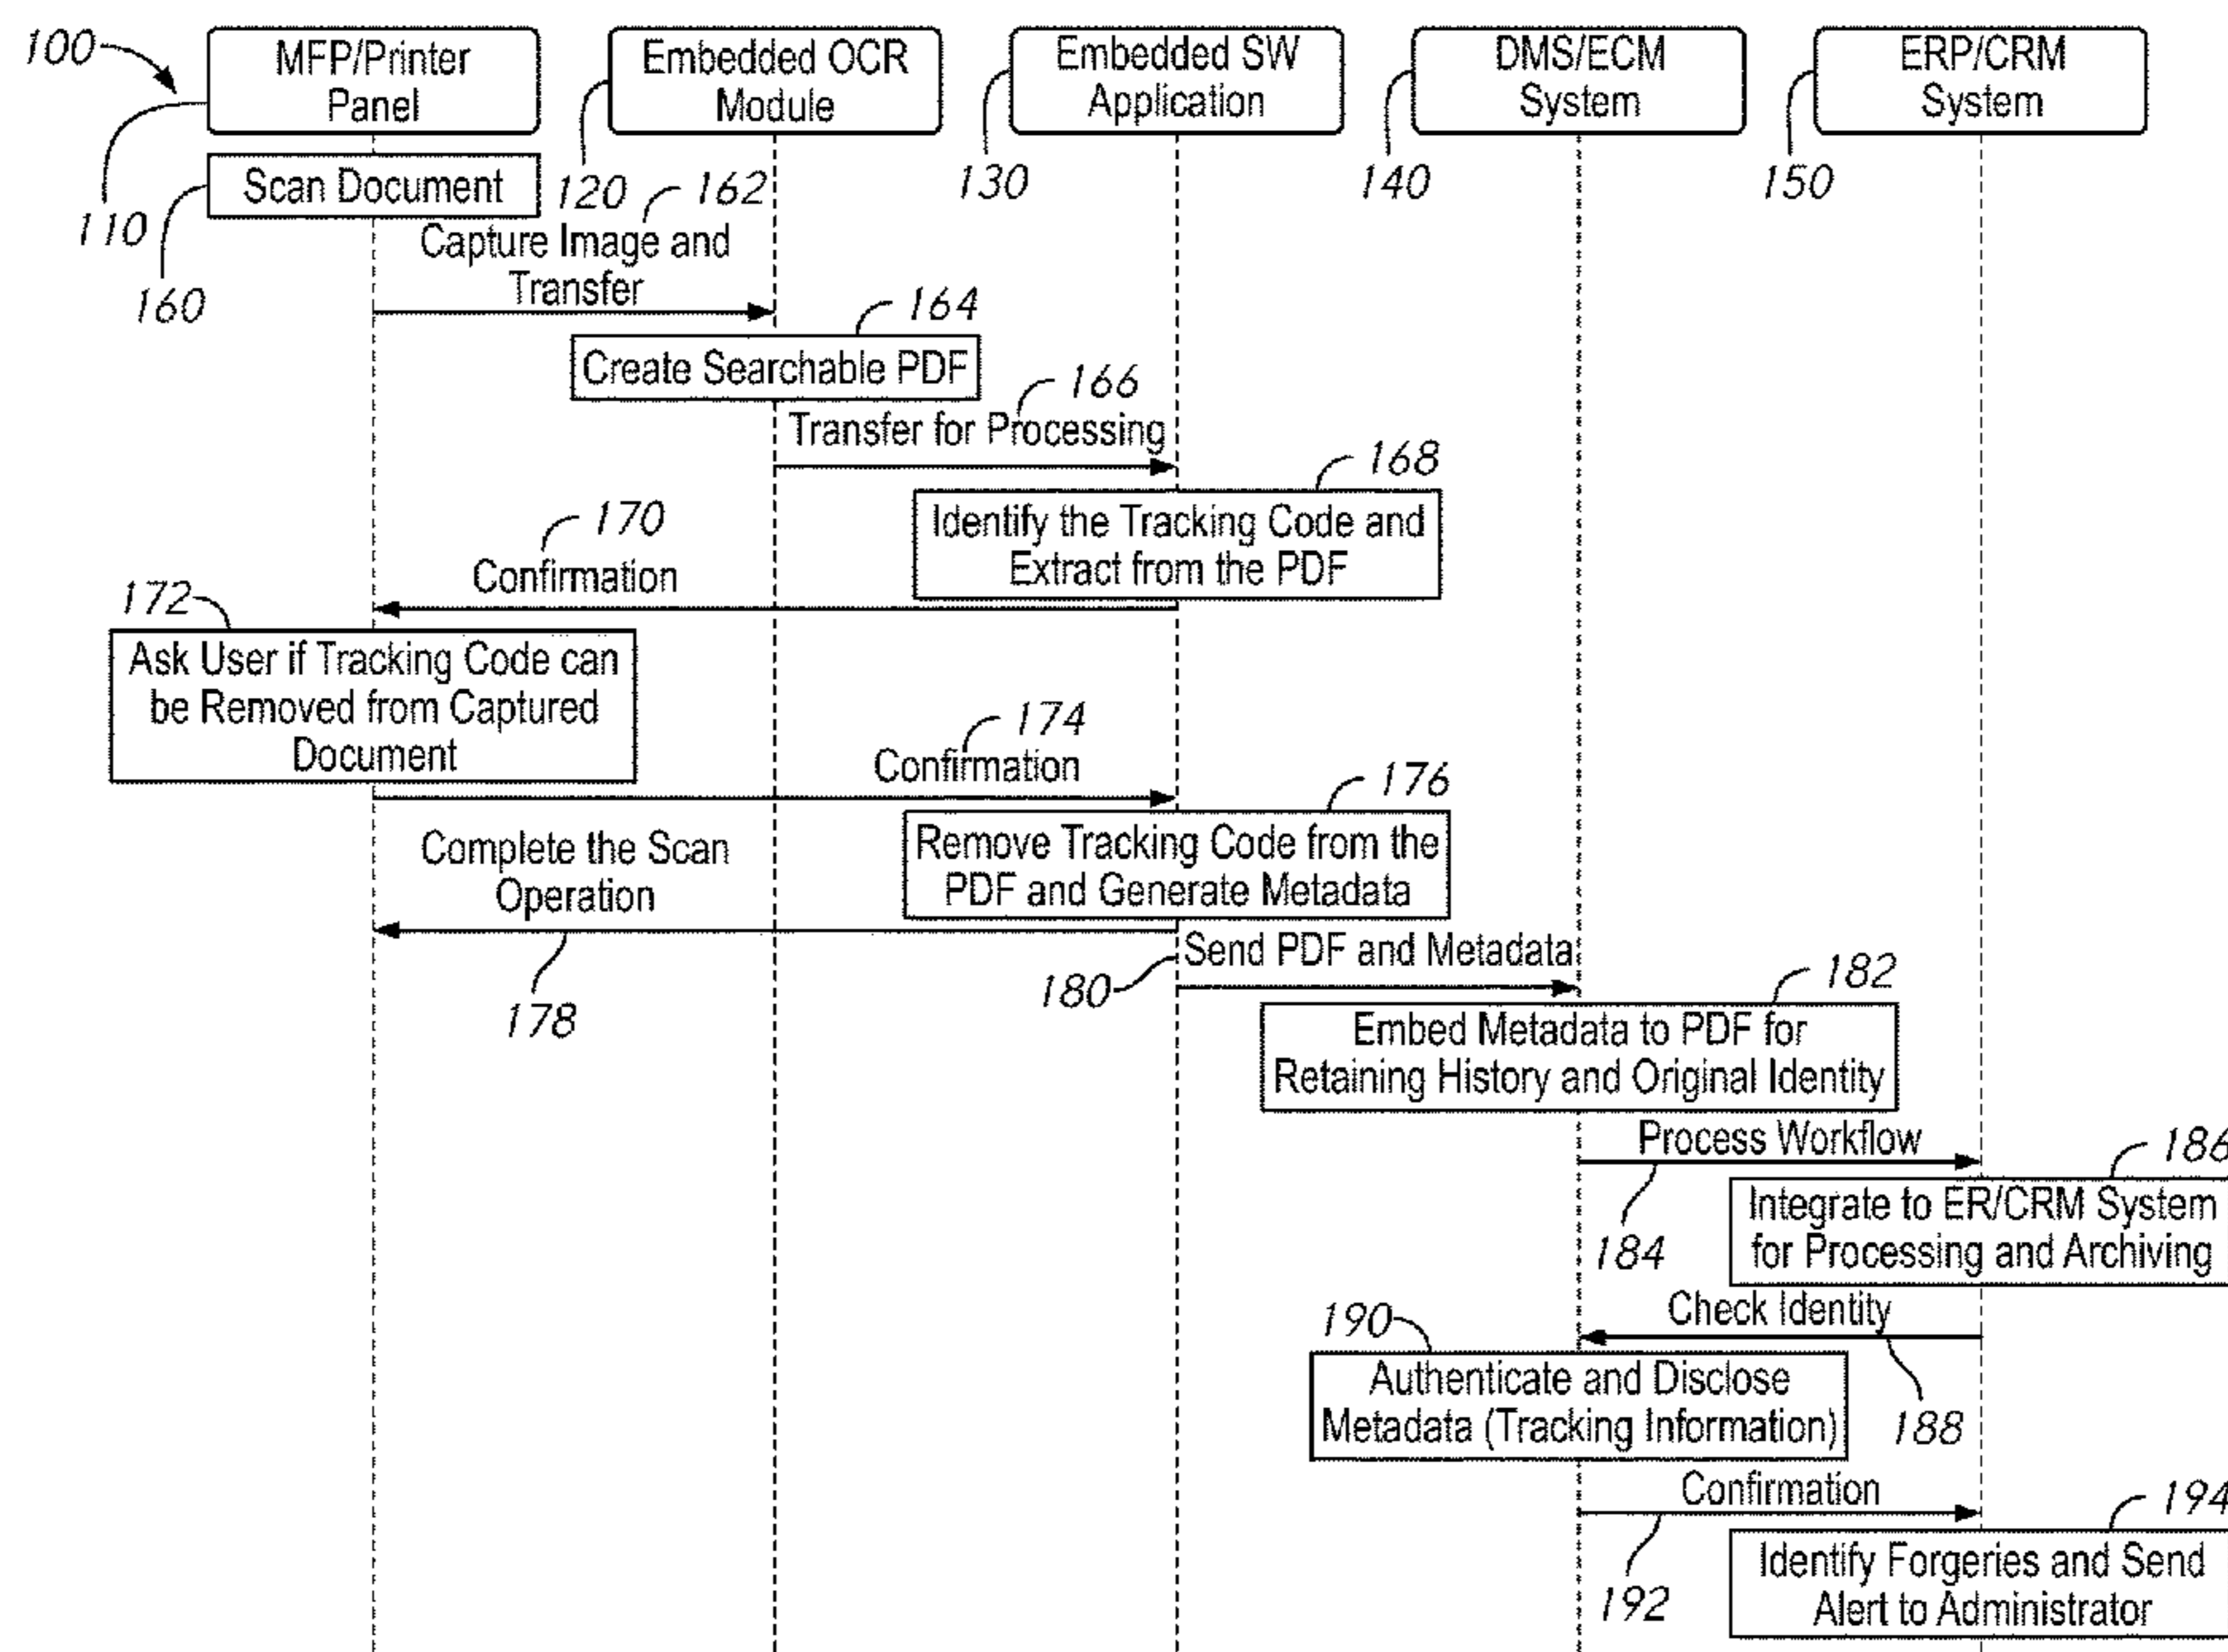 100
MFP/Printer
Panel
Embedded OCR
Module
Embedded SW
Application
DMS/ECM
System
ERP/CRM
System
110
120
130
140
150
Scan Document
160
162
Capture Image and
Transfer
164
Create Searchable PDF
166
Transfer for Processing
168
Identify the Tracking Code and
Extract from the PDF
170
Confirmation
172
Ask User if Tracking Code can
be Removed from Captured
Document
174
Confirmation
176
Remove Tracking Code from the
PDF and Generate Metadata
Complete the Scan
Operation
178
180
Send PDF and Metadata
182
Embed Metadata to PDF for
Retaining History and Original Identity
Process Workflow
184
186
Integrate to ER/CRM System
for Processing and Archiving
Check Identity
188
190
Authenticate and Disclose
Metadata (Tracking Information)
Confirmation
192
194
Identify Forgeries and Send
Alert to Administrator